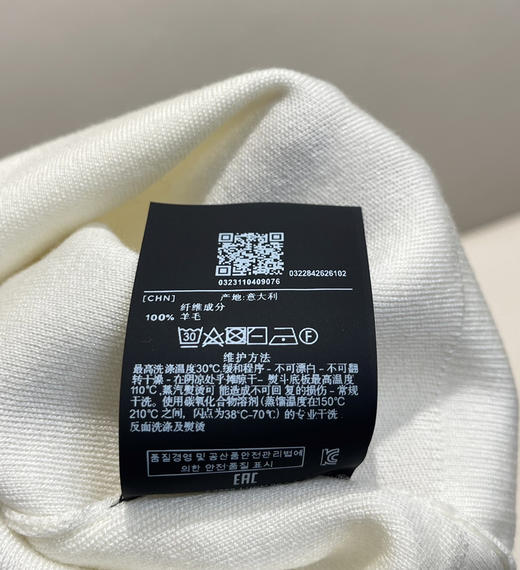 0323110409076
0322842626102
[CHN] 产地:意大利
纤维成分
100% 羊毛
30 F
维护方法
最高洗涤温度30℃缓和程序 - 不可漂白 - 不可翻
转干燥 - 在阴凉处平摊晾干 - 熨斗底板最高温度
110℃,蒸汽熨烫可能造成不可回复的损伤 - 常规
干洗。使用碳氢化合物溶剂(蒸馏温度在150℃
210℃之间，闪点为38℃-70℃)的专业干洗
反面洗涤及熨烫
품질경영 및 공산품안전관리법에
의한 안전·품질 표시
EAC